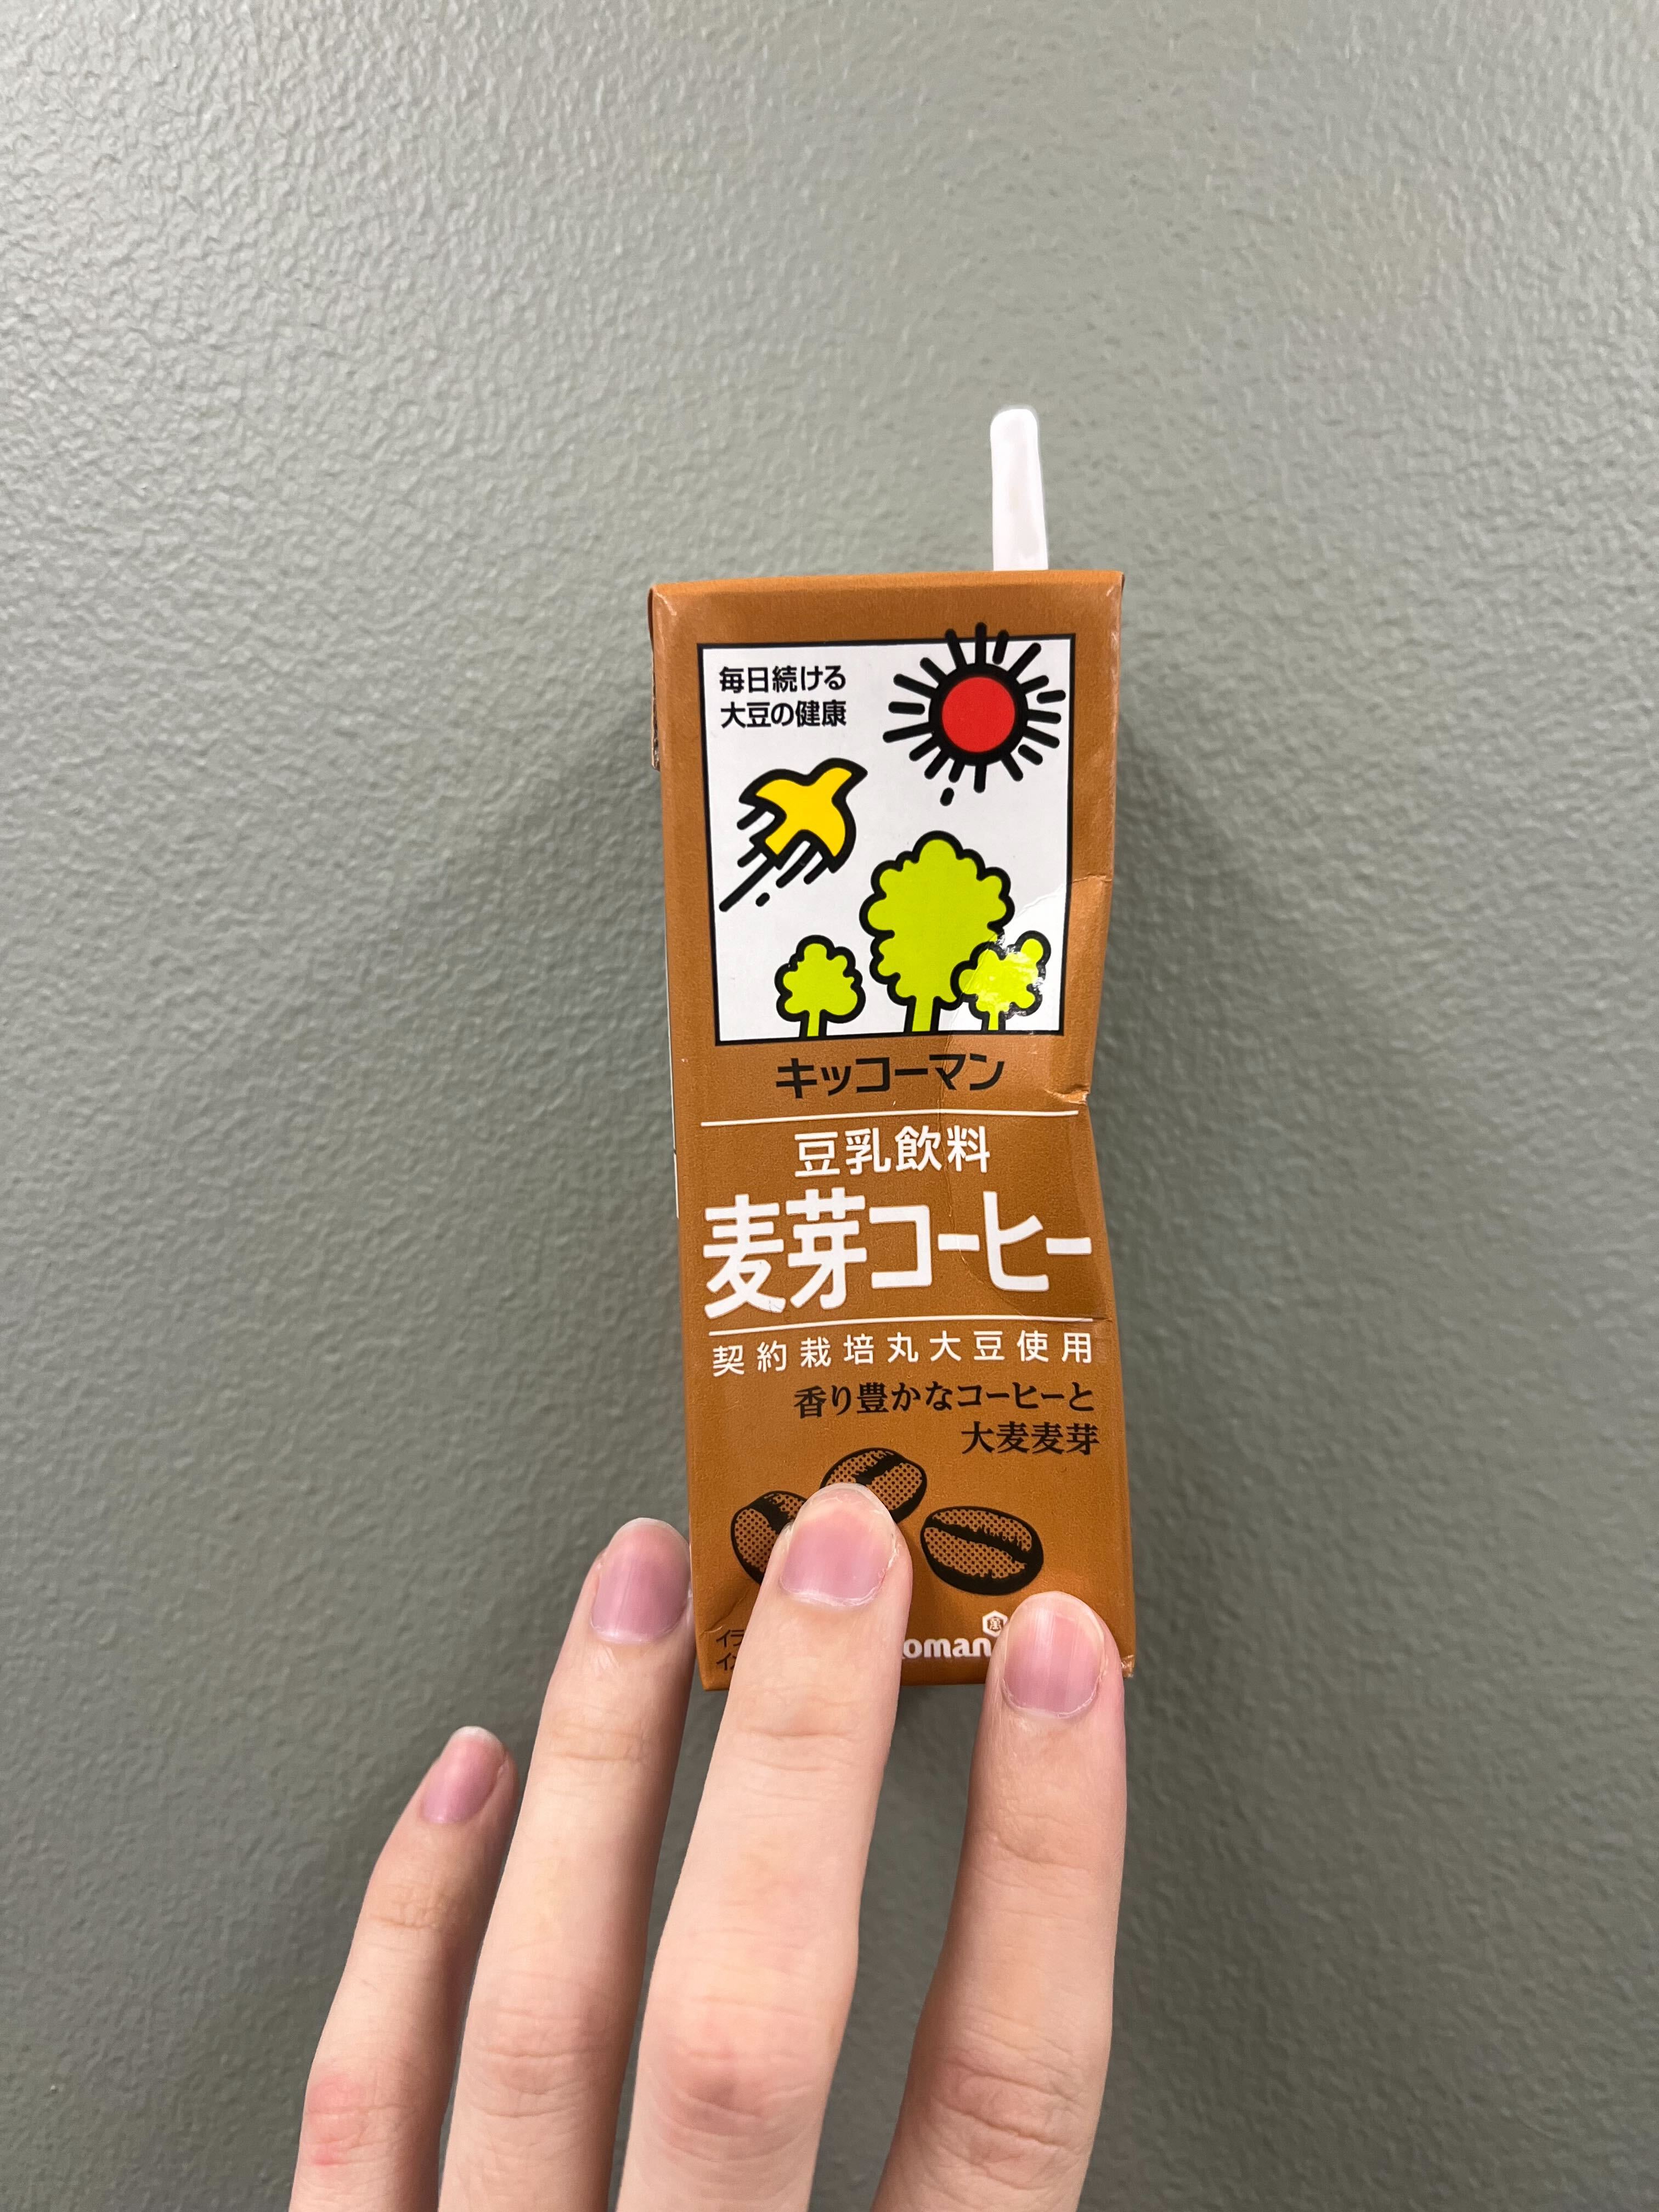 毎日続ける
大豆の健康
キッコーマン
豆乳飲料
麦芽コーヒー
契約栽培丸大豆使用
香り豊かなコーヒーと
大麦麦芽